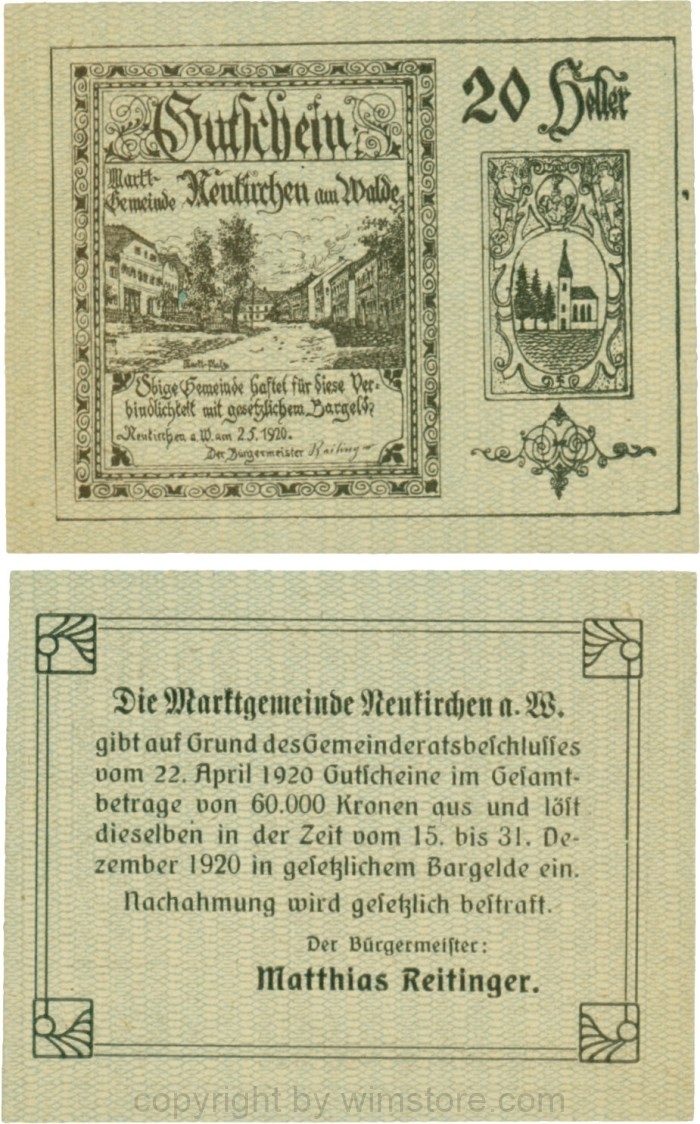 Gutschein
Markt-
Gemeinde Neukirchen am Walde
Markt-Platz
Obige Gemeinde haftet für diese Ver-
bindlichkeit mit gesetzlichem Bargeld
Neukirchen a. W. am 2.5.1920.
Der Bürgermeister
20 Heller
Die Marktgemeinde Neukirchen a. W.
gibt auf Grund des Gemeinderatsbeſchluſſes
vom 22. April 1920 Gutſcheine im Geſamt-
betrage von 60.000 Kronen aus und löſt
dieſelben in der Zeit vom 15. bis 31. De-
zember 1920 in geſetzlichem Bargelde ein.
Nachahmung wird geſetzlich beſtraft.
Der Bürgermeiſter:
Matthias Reitinger.
copyright by wimstore.com